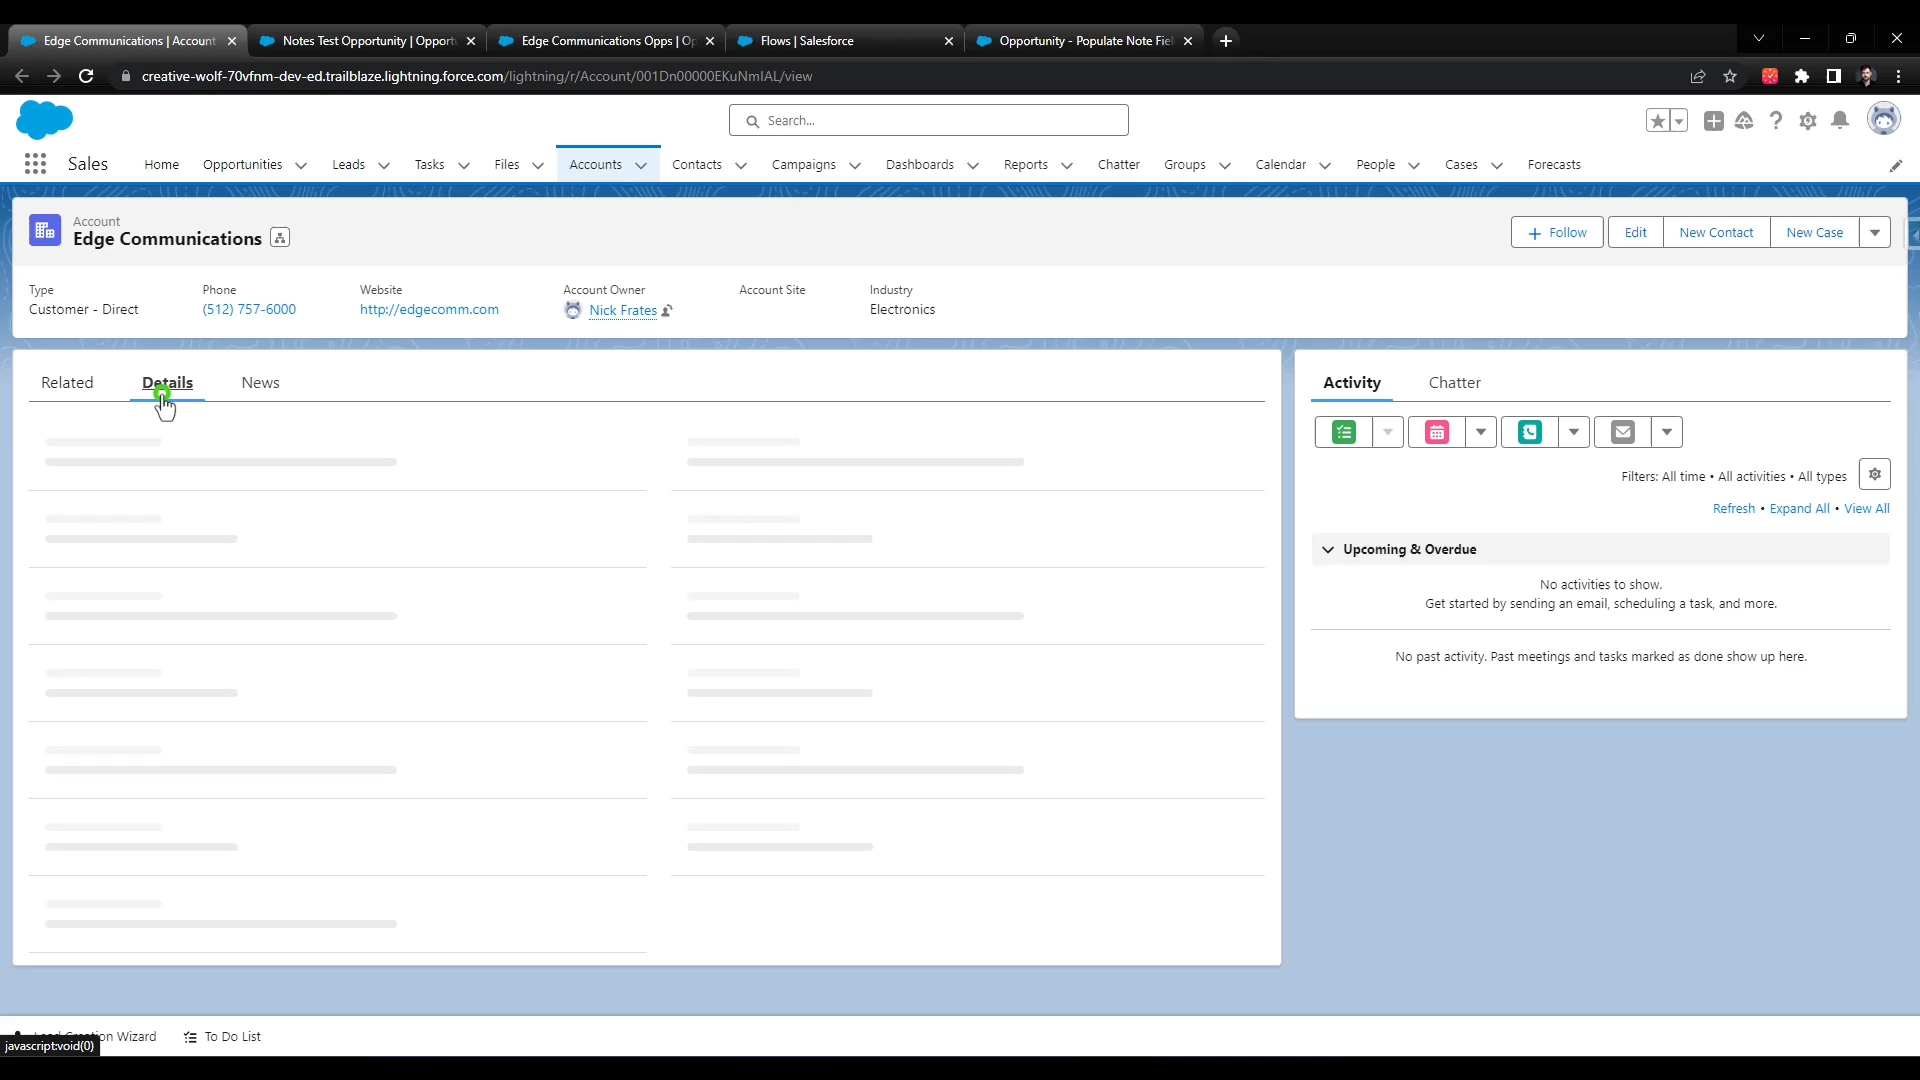 Edge Communications | Account
Notes Test Opportunity | Opport
Edge Communications Opps | Op
Flows | Salesforce
Opportunity - Populate Note Fiel
creative-wolf-70vfnm-dev-ed.trailblaze.lightning.force.com/lightning/r/Account/001Dn00000EKuNmIAL/view
Search...
Sales
Home
Opportunities
Leads
Tasks
Files
Accounts
Contacts
Campaigns
Dashboards
Reports
Chatter
Groups
Calendar
People
Cases
Forecasts
Account
Edge Communications
Follow
Edit
New Contact
New Case
Type
Customer - Direct
Phone
(512) 757-6000
Website
http://edgecomm.com
Account Owner
Nick Frates
Account Site
Industry
Electronics
Related
Details
News
Activity
Chatter
Filters: All time • All activities • All types
Refresh • Expand All • View All
Upcoming & Overdue
No activities to show.
Get started by sending an email, scheduling a task, and more.
No past activity. Past meetings and tasks marked as done show up here.
Lead Creation Wizard
To Do List
javascript:void(0)